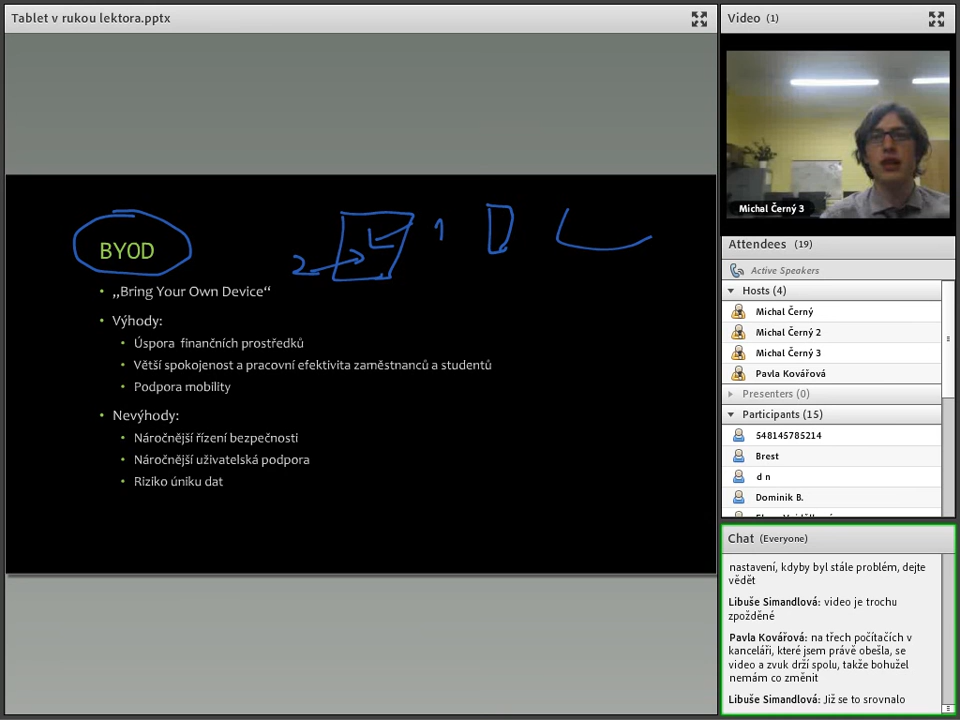 Tablet v rukou lektora.pptx
BYOD
2
1
• „Bring Your Own Device“
• Výhody:
• Úspora finančních prostředků
• Větší spokojenost a pracovní efektivita zaměstnanců a studentů
• Podpora mobility
• Nevýhody:
• Náročnější řízení bezpečnosti
• Náročnější uživatelská podpora
• Riziko úniku dat
Video (1)
Michal Černý 3
Attendees (19)
Active Speakers
Hosts (4)
Michal Černý
Michal Černý 2
Michal Černý 3
Pavla Kovářová
Presenters (0)
Participants (15)
548145785214
Brest
d n
Dominik B.
Chat (Everyone)
nastavení, kdyby byl stále problém, dejte
vědět
Libuše Simandlová: video je trochu
zpožděné
Pavla Kovářová: na třech počítačích v
kanceláři, které jsem právě obešla, se
video a zvuk drží spolu, takže bohužel
nemám co změnit
Libuše Simandlová: Již se to srovnalo